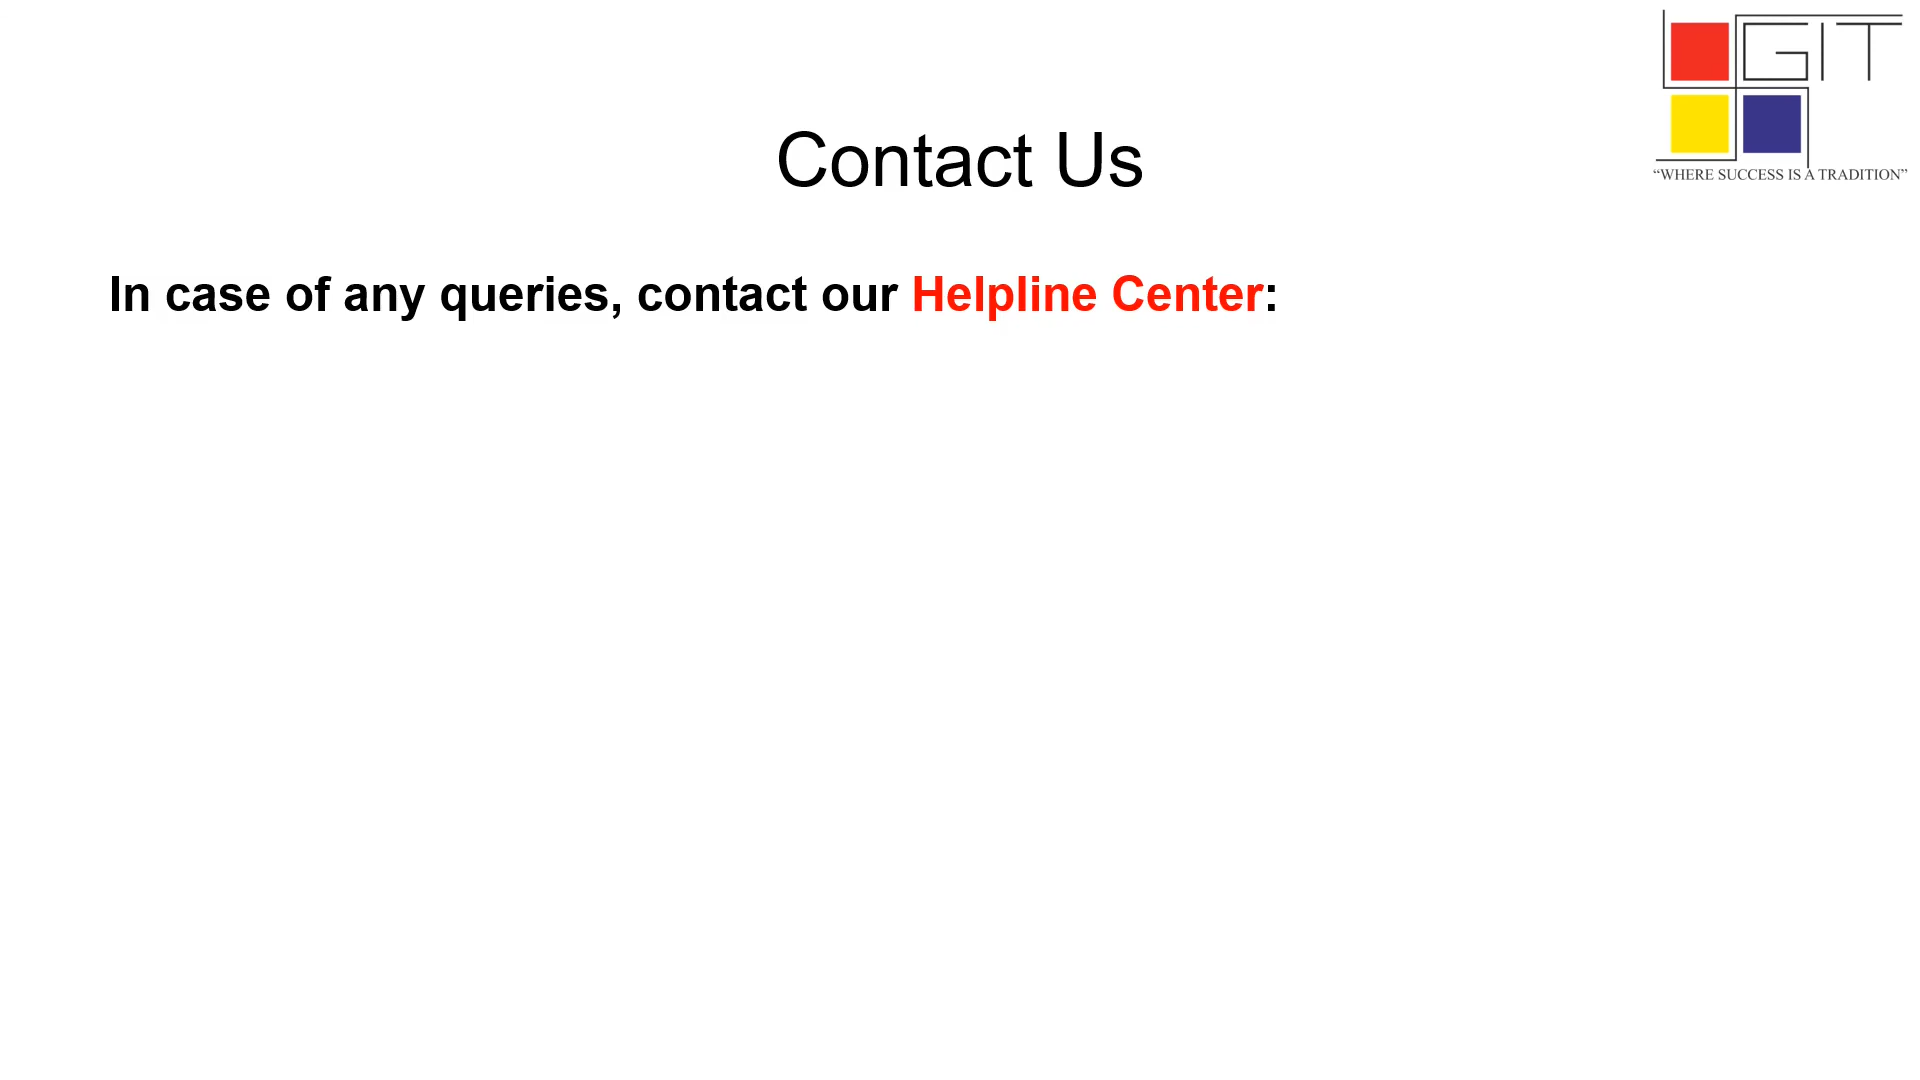 GIT
“WHERE SUCCESS IS A TRADITION”
Contact Us
In case of any queries, contact our Helpline Center: